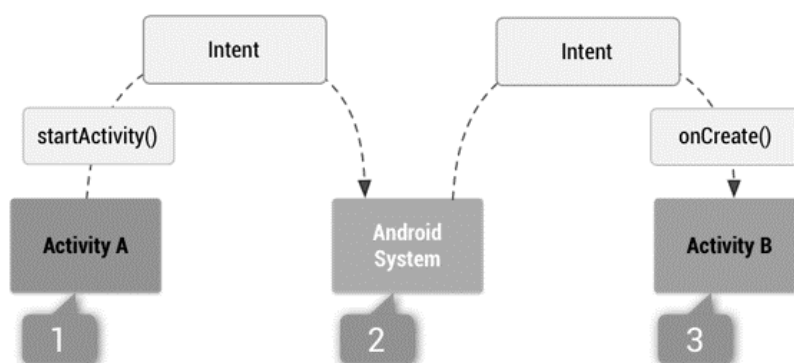 Intent
Intent
startActivity()
onCreate()
Activity A
Android
System
Activity B
1
2
3